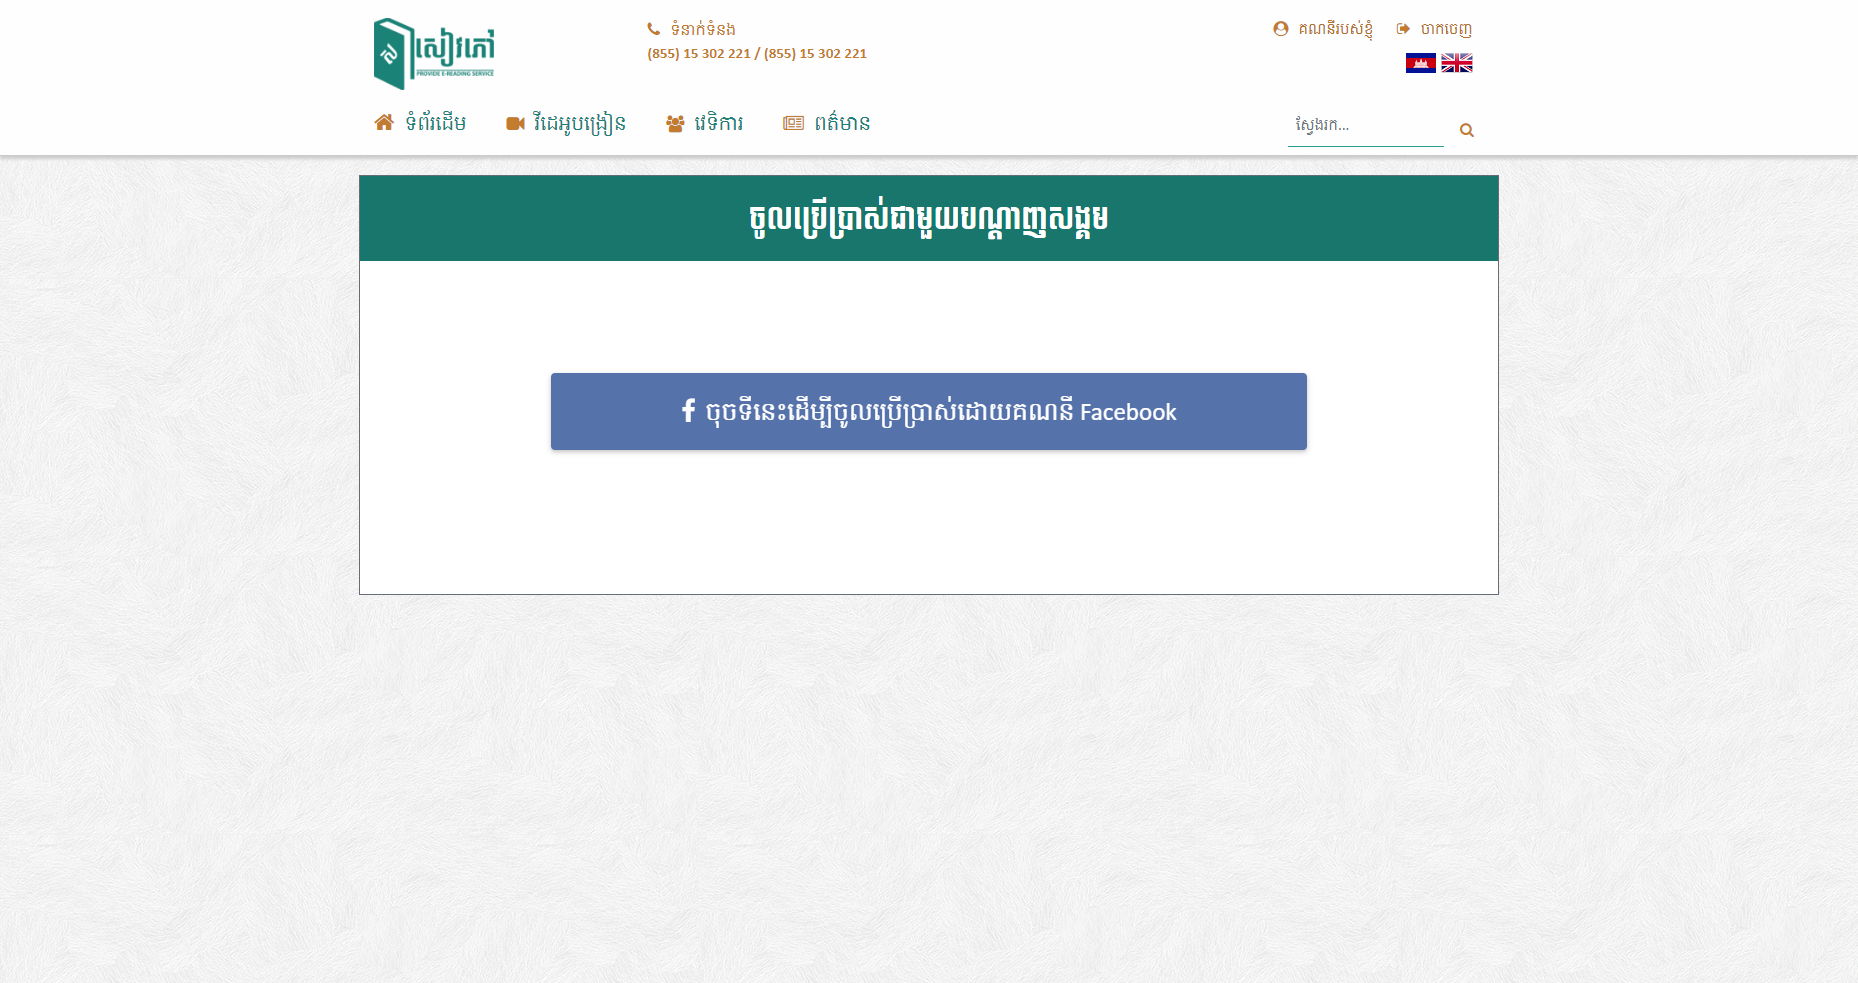 សៀវភៅ
PROVIDE E-READING SERVICE
ទំនាក់ទំនង
(855) 15 302 221 / (855) 15 302 221
គណនីរបស់ខ្ញុំ ចាកចេញ
ទំព័រដើម វីដេអូបង្រៀន វេទិការ ពត៌មាន
ស្វែងរក...
ចូលប្រើប្រាស់ជាមួយបណ្តាញសង្គម
ចុចទីនេះដើម្បីចូលប្រើប្រាស់ដោយគណនី Facebook